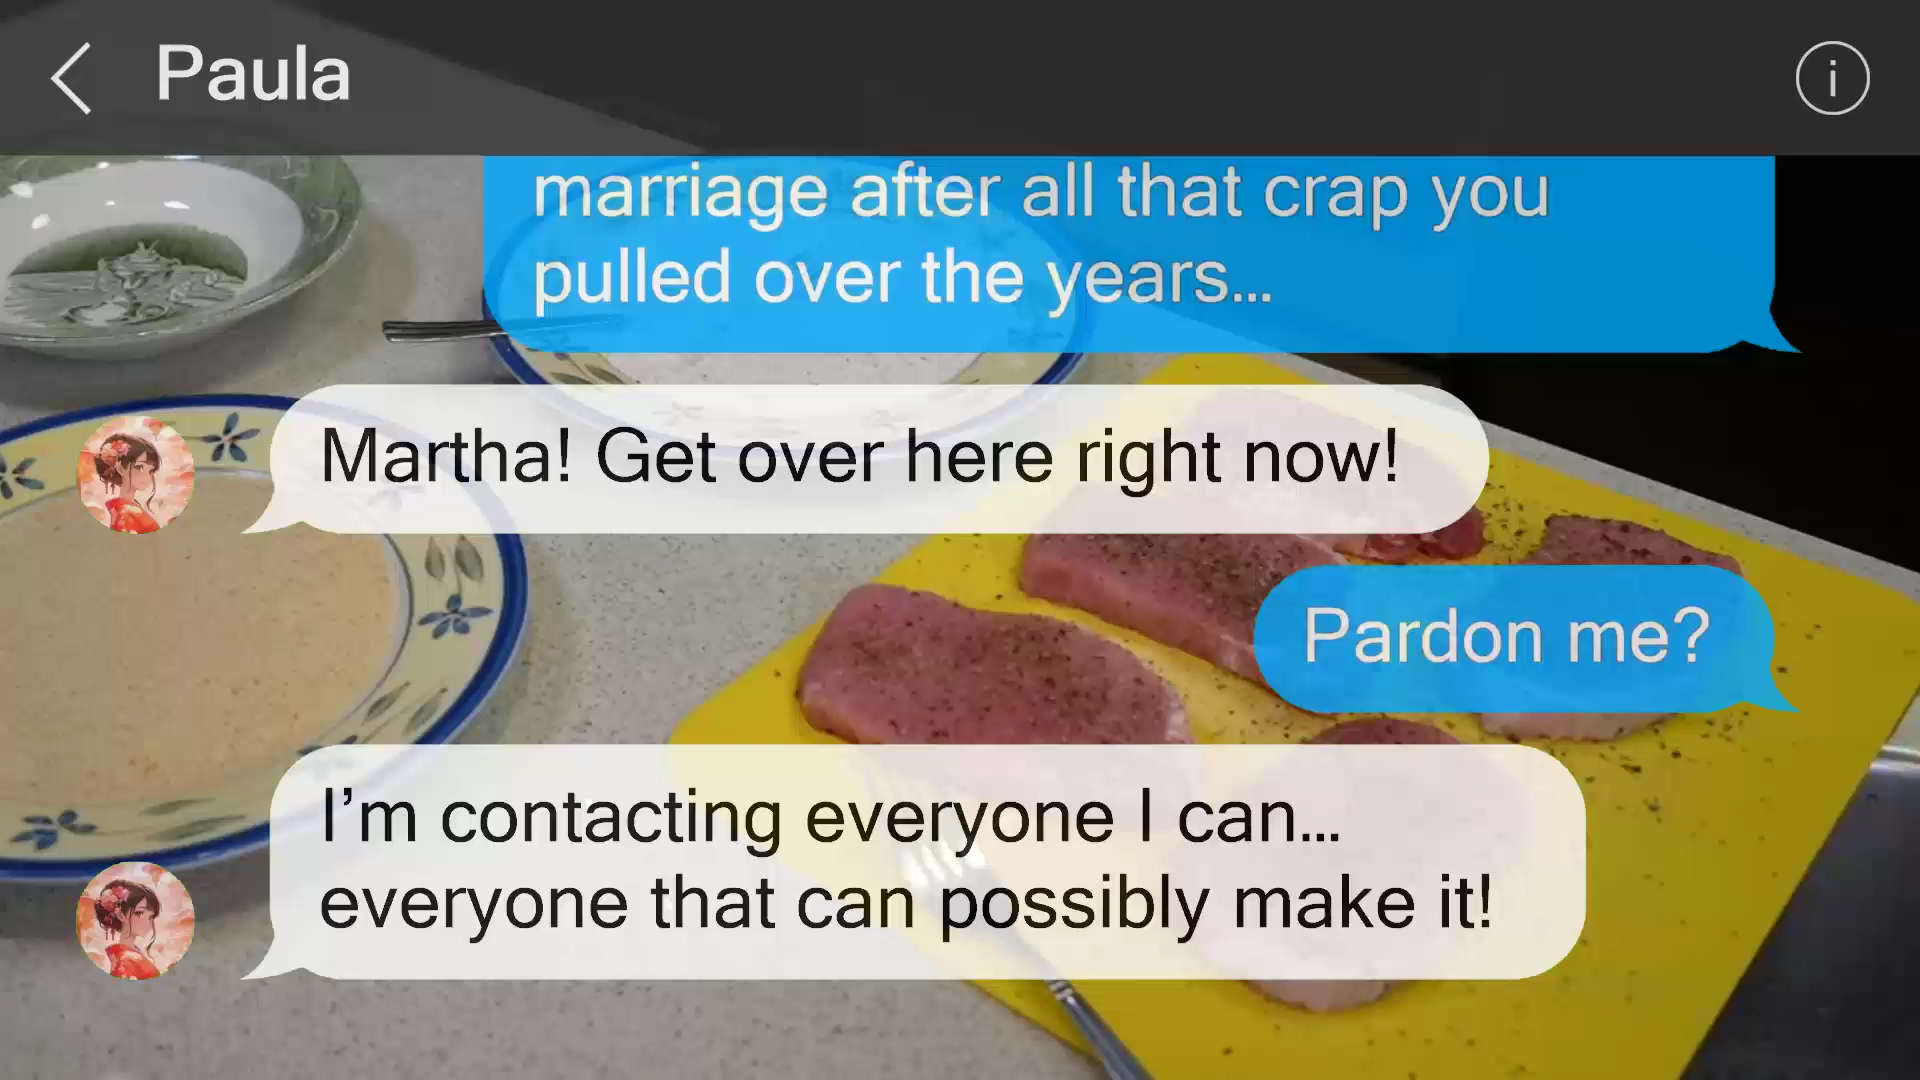 Paula
marriage after all that crap you
pulled over the years...
Martha! Get over here right now!
Pardon me?
I’m contacting everyone I can...
everyone that can possibly make it!